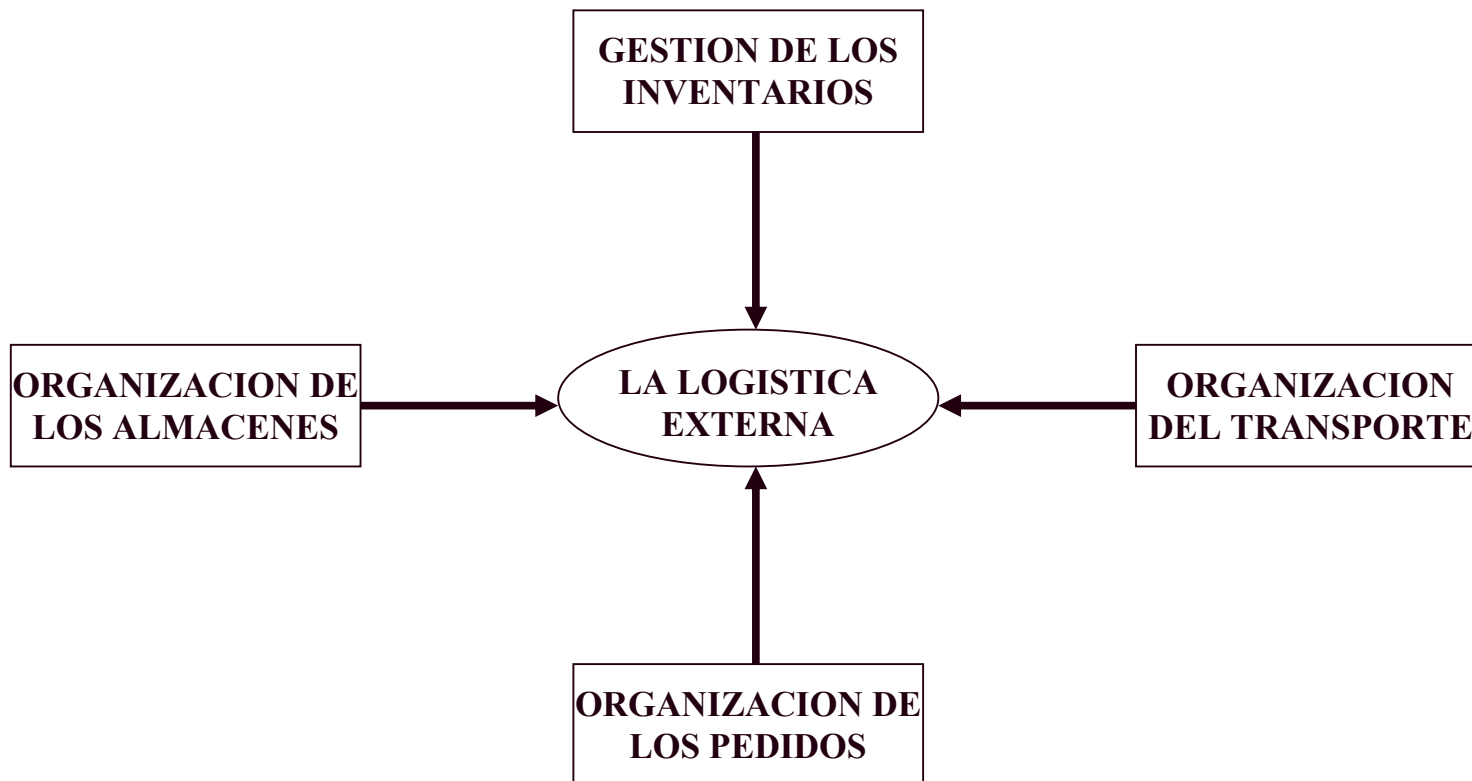 GESTION DE LOS
INVENTARIOS
ORGANIZACION DE
LOS ALMACENES
LA LOGISTICA
EXTERNA
ORGANIZACION
DEL TRANSPORTE
ORGANIZACION DE
LOS PEDIDOS